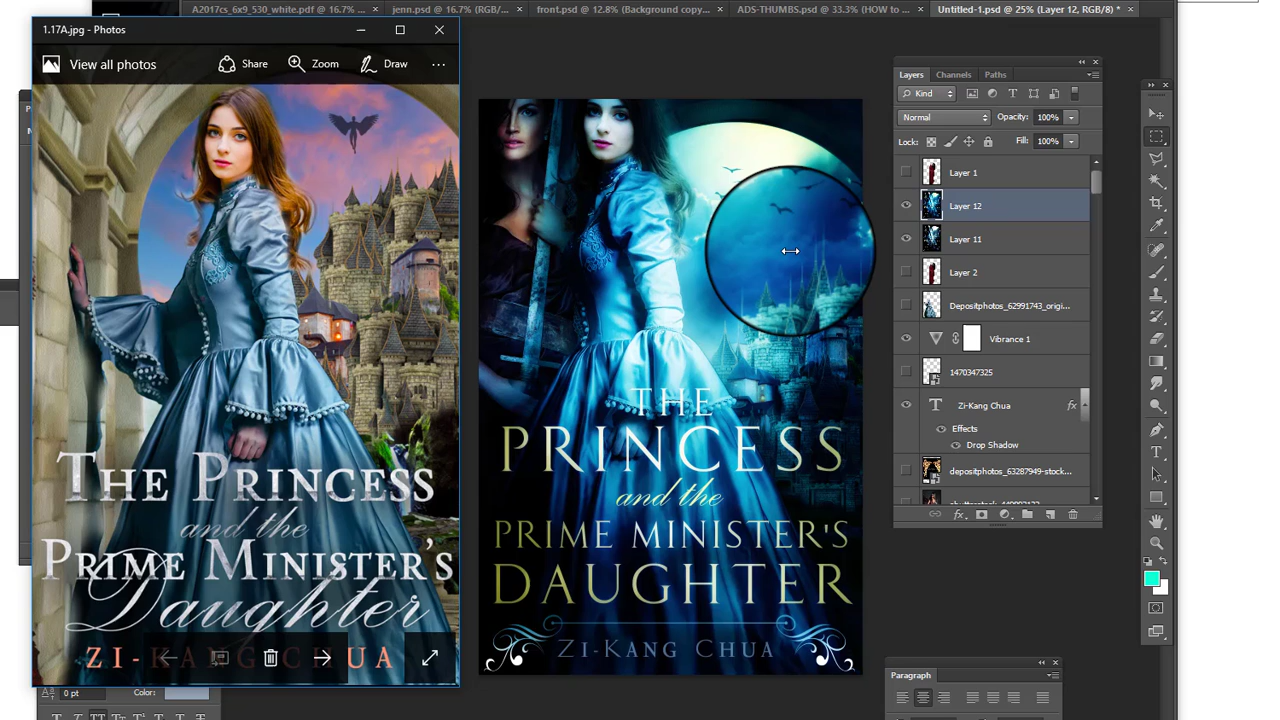 A2017cs_6x9_530_white.pdf @ 16.7% ... ×
jenn.psd @ 16.7% (RGB/... ×
front.psd @ 12.8% (Background copy... ×
ADS-THUMBS.psd @ 33.3% (HOW to ... ×
Untitled-1.psd @ 25% (Layer 12, RGB/8) * ×
1.17A.jpg - Photos
View all photos
Share
Zoom
Draw
...
THE PRINCESS
and the
PRIME MINISTER'S
Daughter
THE
PRINCESS
and the
PRIME MINISTER'S
DAUGHTER
ZI-KANG CHUA
Layers Channels Paths
Kind
Normal Opacity: 100%
Lock: Fill: 100%
Layer 1
Layer 12
Layer 11
Layer 2
Depositphotos_62991743_origi...
Vibrance 1
1470347325
T Zi-Kang Chua fx
Effects
Drop Shadow
depositphotos_63287949-stock...
Paragraph
0 pt Color: